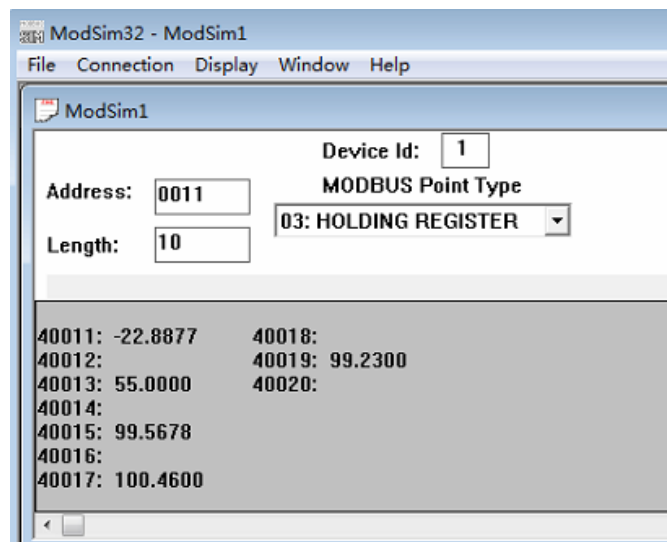 ModSim32 - ModSim1
File Connection Display Window Help
ModSim1
Device Id: 1
Address: 0011
MODBUS Point Type
03: HOLDING REGISTER
Length: 10
40011: -22.8877 40018:
40012: 40019: 99.2300
40013: 55.0000 40020:
40014:
40015: 99.5678
40016:
40017: 100.4600